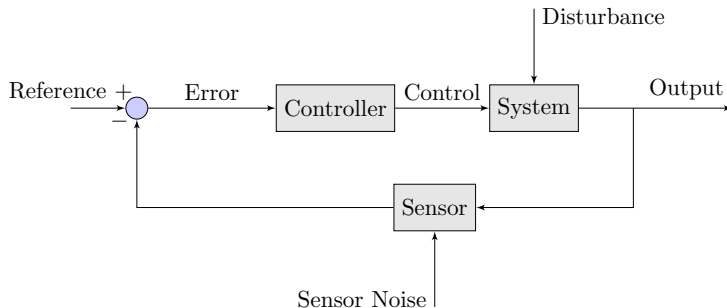 Disturbance
Reference + Error Controller Control System Output
−
Sensor
Sensor Noise